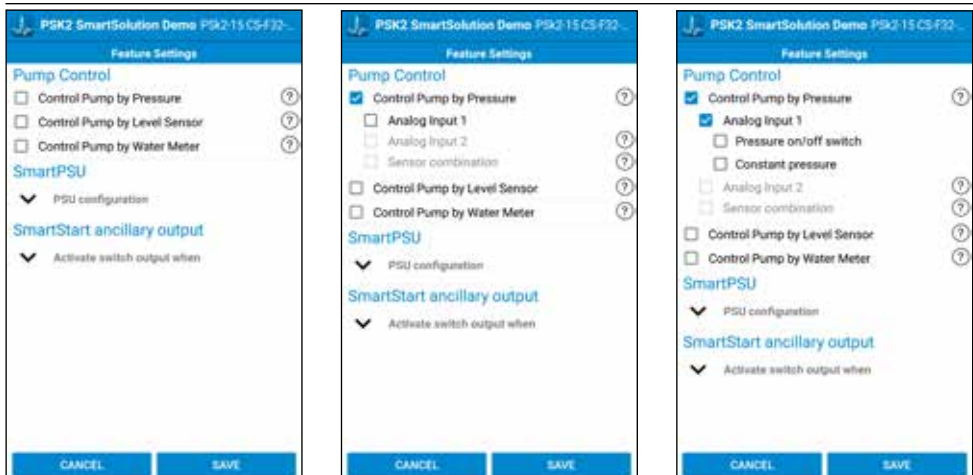 PSK2 SmartSolution Demo PSk2-15 CS-F32-...
Feature Settings
Pump Control
Control Pump by Pressure ?
Control Pump by Level Sensor ?
Control Pump by Water Meter ?
SmartPSU
PSU configuration
SmartStart ancillary output
Activate switch output when
CANCEL SAVE
PSK2 SmartSolution Demo PSk2-15 CS-F32-...
Feature Settings
Pump Control
Control Pump by Pressure ?
Analog Input 1
Analog Input 2 ?
Sensor combination ?
Control Pump by Level Sensor ?
Control Pump by Water Meter ?
SmartPSU
PSU configuration
SmartStart ancillary output
Activate switch output when
CANCEL SAVE
PSK2 SmartSolution Demo PSk2-15 CS-F32-...
Feature Settings
Pump Control
Control Pump by Pressure ?
Analog Input 1
Pressure on/off switch
Constant pressure
Analog Input 2 ?
Sensor combination ?
Control Pump by Level Sensor ?
Control Pump by Water Meter ?
SmartPSU
PSU configuration
SmartStart ancillary output
Activate switch output when
CANCEL SAVE